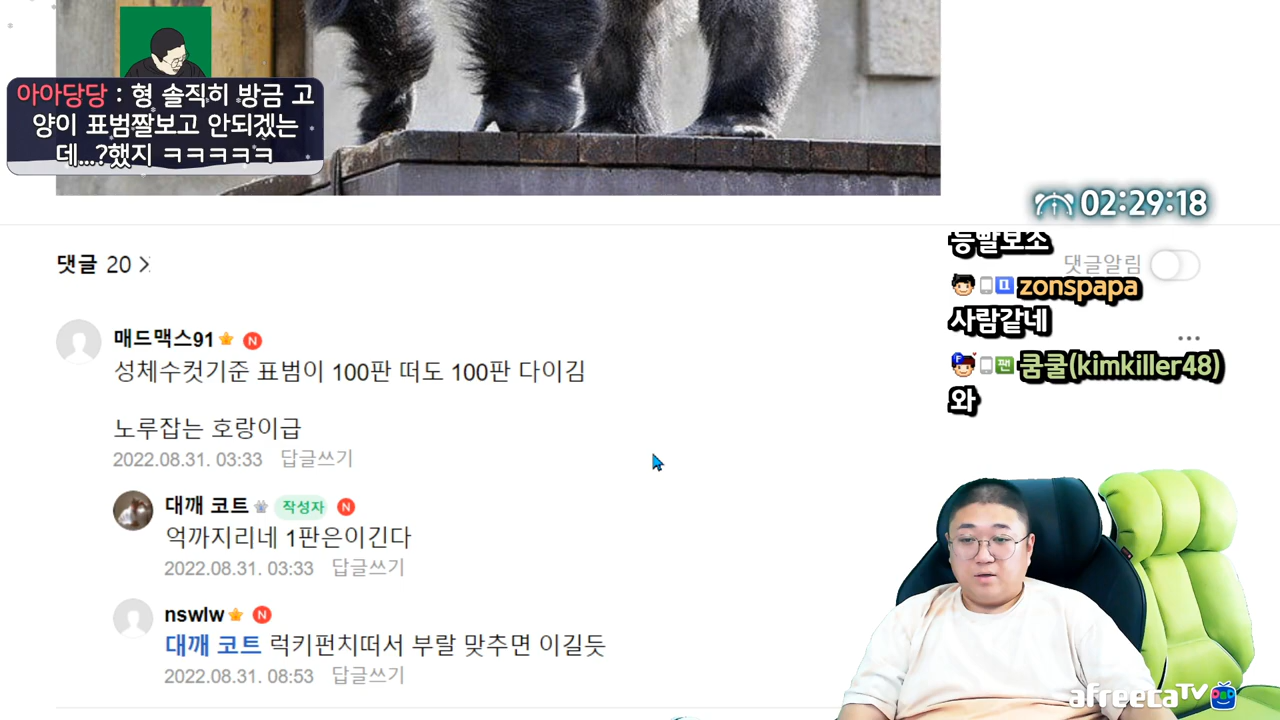 아아당당 : 형 솔직히 방금 고
양이 표범짤보고 안되겠는
데...?했지 ㅋㅋㅋㅋㅋ
02:29:18
댓글 20 >
댓글알림
등짤보소
zonspapa
사람같네
쿰쿨(kimkiller48)
와
매드맥스91 N
성체수컷기준 표범이 100판 떠도 100판 다이김
노루잡는 호랑이급
2022.08.31. 03:33 답글쓰기
대깨 코트 작성자 N
억까지리네 1판은이긴다
2022.08.31. 03:33 답글쓰기
nswlw N
대깨 코트 럭키펀치떠서 부랄 맞추면 이길듯
2022.08.31. 08:53 답글쓰기
afreecaTV